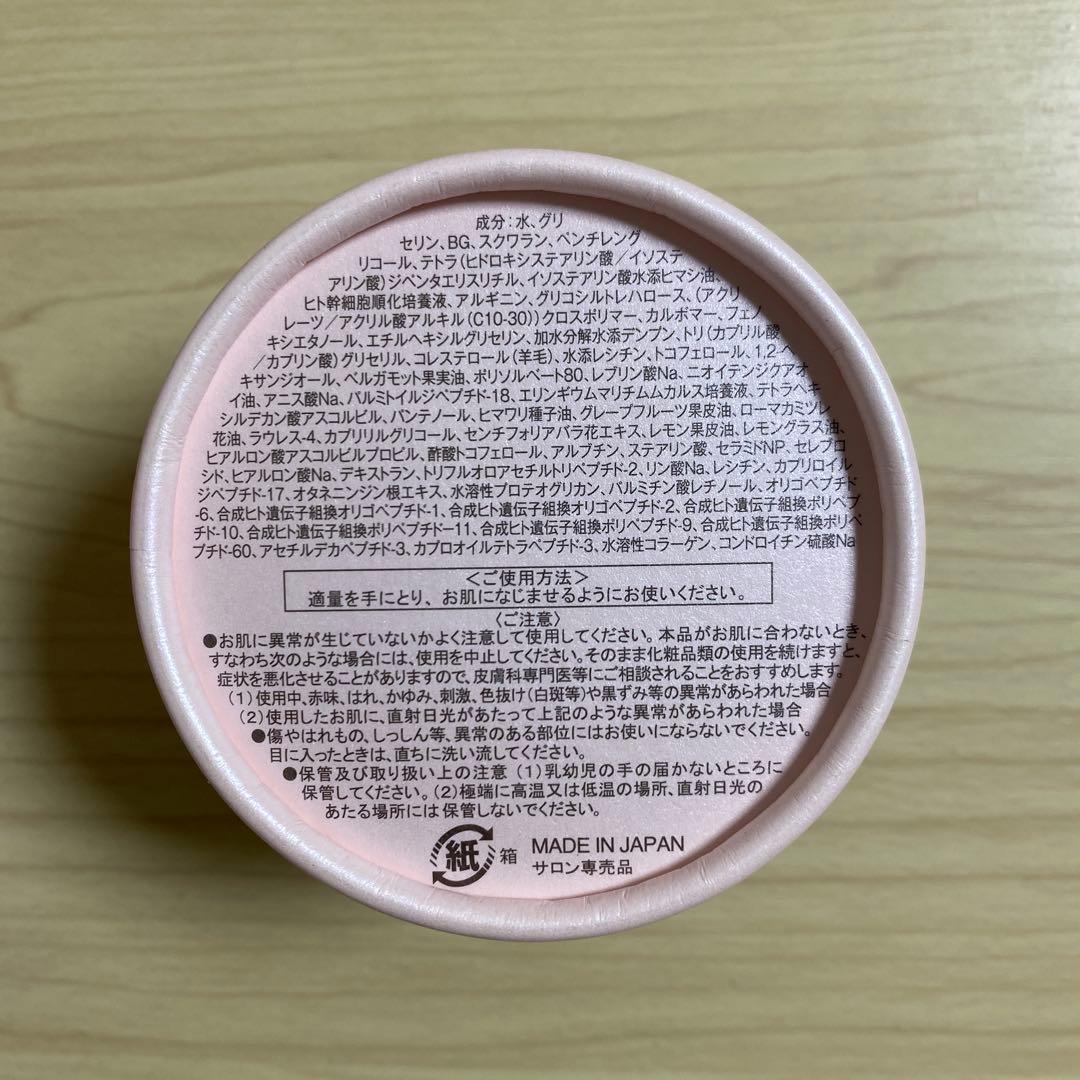 成分:水、グリ
セリン、BG、スクワラン、ペンチレング
リコール、テトラ(ヒドロキシステアリン酸/イソステ
アリン酸)ジペンタエリスリチル、イソステアリン酸水添ヒマシ油、
ヒト幹細胞順化培養液、アルギニン、グリコシルトレハロース、(アクリ
レーツ/アクリル酸アルキル(C10-30))クロスポリマー、カルボマー、フェノ
キシエタノール、エチルヘキシルグリセリン、加水分解水添デンプン、トリ(カプリル酸
/カプリン酸)グリセリル、コレステロール(羊毛)、水添レシチン、トコフェロール、1,2-ヘ
キサンジオール、ベルガモット果実油、ポリソルベート80、レブリン酸Na、ニオイテンジクアオ
イ油、アニス酸Na、パルミトイルジペプチド-18、エリンギウムマリチムムカルス培養液、テトラヘキ
シルデカン酸アスコルビル、パンテノール、ヒマワリ種子油、グレープフルーツ果皮油、ローマカミツレ
花油、ラウレス-4、カプリリルグリコール、センチフォリアバラ花エキス、レモン果皮油、レモングラス油、
ヒアルロン酸アスコルビルプロピル、酢酸トコフェロール、アルブチン、ステアリン酸、セラミドNP、セレブロ
シド、ヒアルロン酸Na、デキストラン、トリフルオロアセチルトリペプチド-2、リン酸Na、レシチン、カプリロイル
ジペプチド-17、オタネニンジン根エキス、水溶性プロテオグリカン、パルミチン酸レチノール、オリゴペプチド
-6、合成ヒト遺伝子組換オリゴペプチド-1、合成ヒト遺伝子組換オリゴペプチド-2、合成ヒト遺伝子組換ポリペプ
チド-10、合成ヒト遺伝子組換ポリペプチドー11、合成ヒト遺伝子組換ポリペプチド-9、合成ヒト遺伝子組換ポリペ
プチド-60、アセチルデカペプチド-3、カプロオイルテトラペプチド-3、水溶性コラーゲン、コンドロイチン硫酸Na
<ご使用方法>
適量を手にとり、お肌になじませるようにお使いください。
〈ご注意〉
●お肌に異常が生じていないかよく注意して使用してください。本品がお肌に合わないとき、
すなわち次のような場合には、使用を中止してください。そのまま化粧品類の使用を続けますと、
症状を悪化させることがありますので、皮膚科専門医等にご相談されることをおすすめします。
(1)使用中、赤味、はれ、かゆみ、刺激、色抜け(白斑等)や黒ずみ等の異常があらわれた場合
(2)使用したお肌に、直射日光があたって上記のような異常があらわれた場合
●傷やはれもの、しっしん等、異常のある部位にはお使いにならないでください。
目に入ったときは、直ちに洗い流してください。
●保管及び取り扱い上の注意 (1)乳幼児の手の届かないところに
保管してください。(2)極端に高温又は低温の場所、直射日光の
あたる場所には保管しないでください。
紙 箱 MADE IN JAPAN
サロン専売品